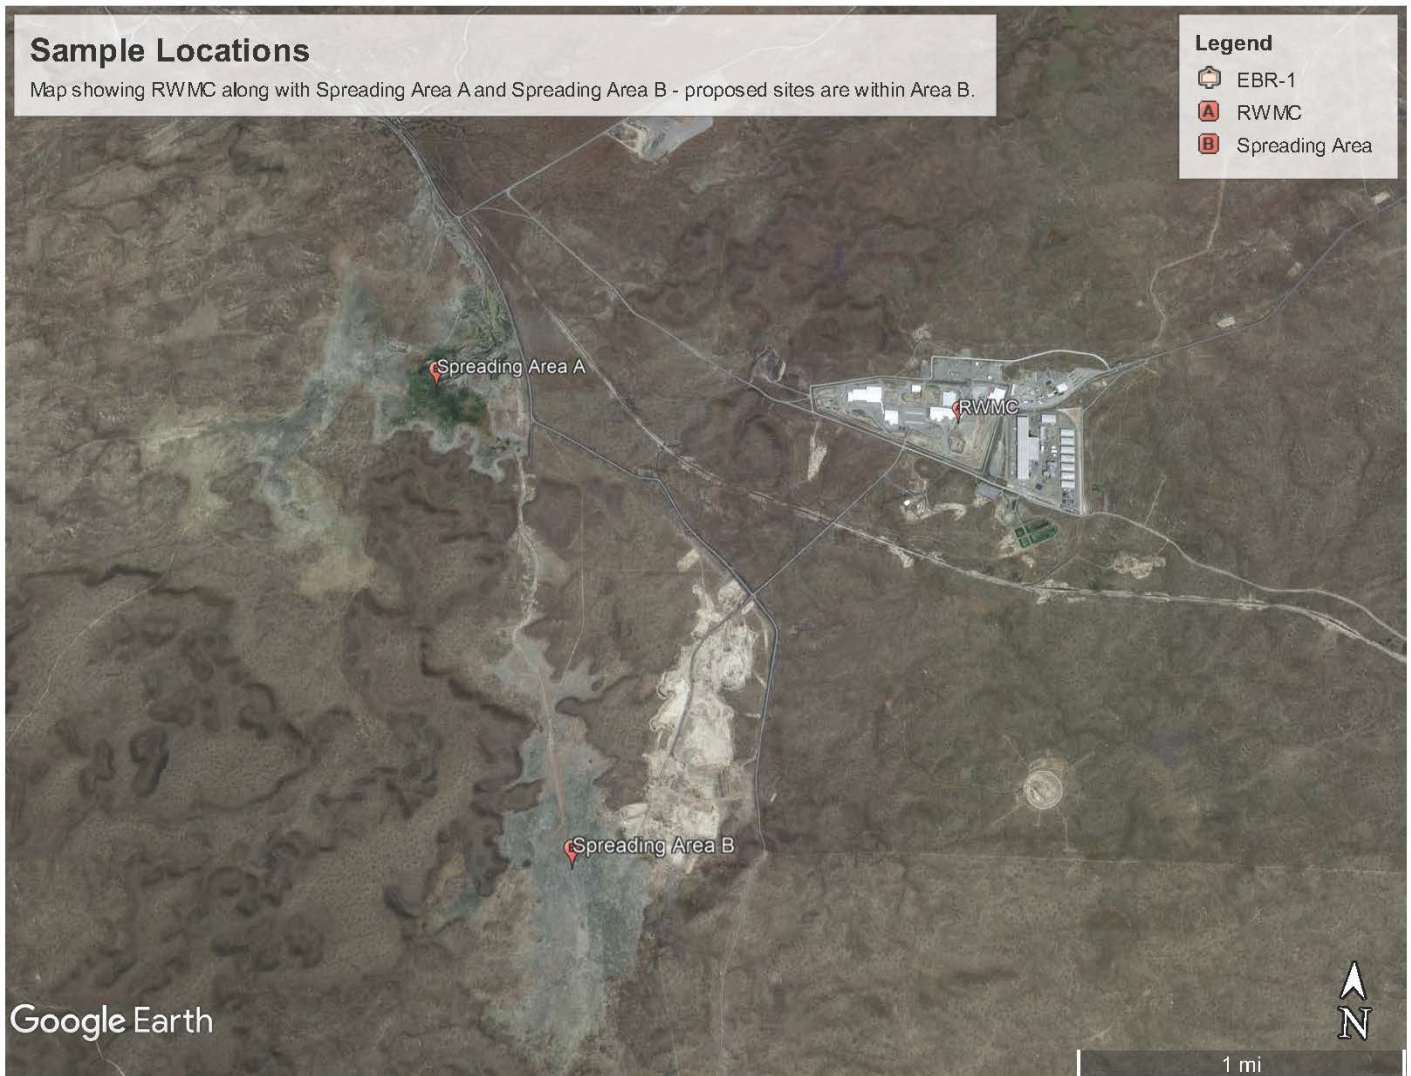 Sample Locations
Map showing RWMC along with Spreading Area A and Spreading Area B - proposed sites are within Area B.
Legend
EBR-1
A RWMC
B Spreading Area
Spreading Area A
RWMC
Spreading Area B
Google Earth
N
1 mi